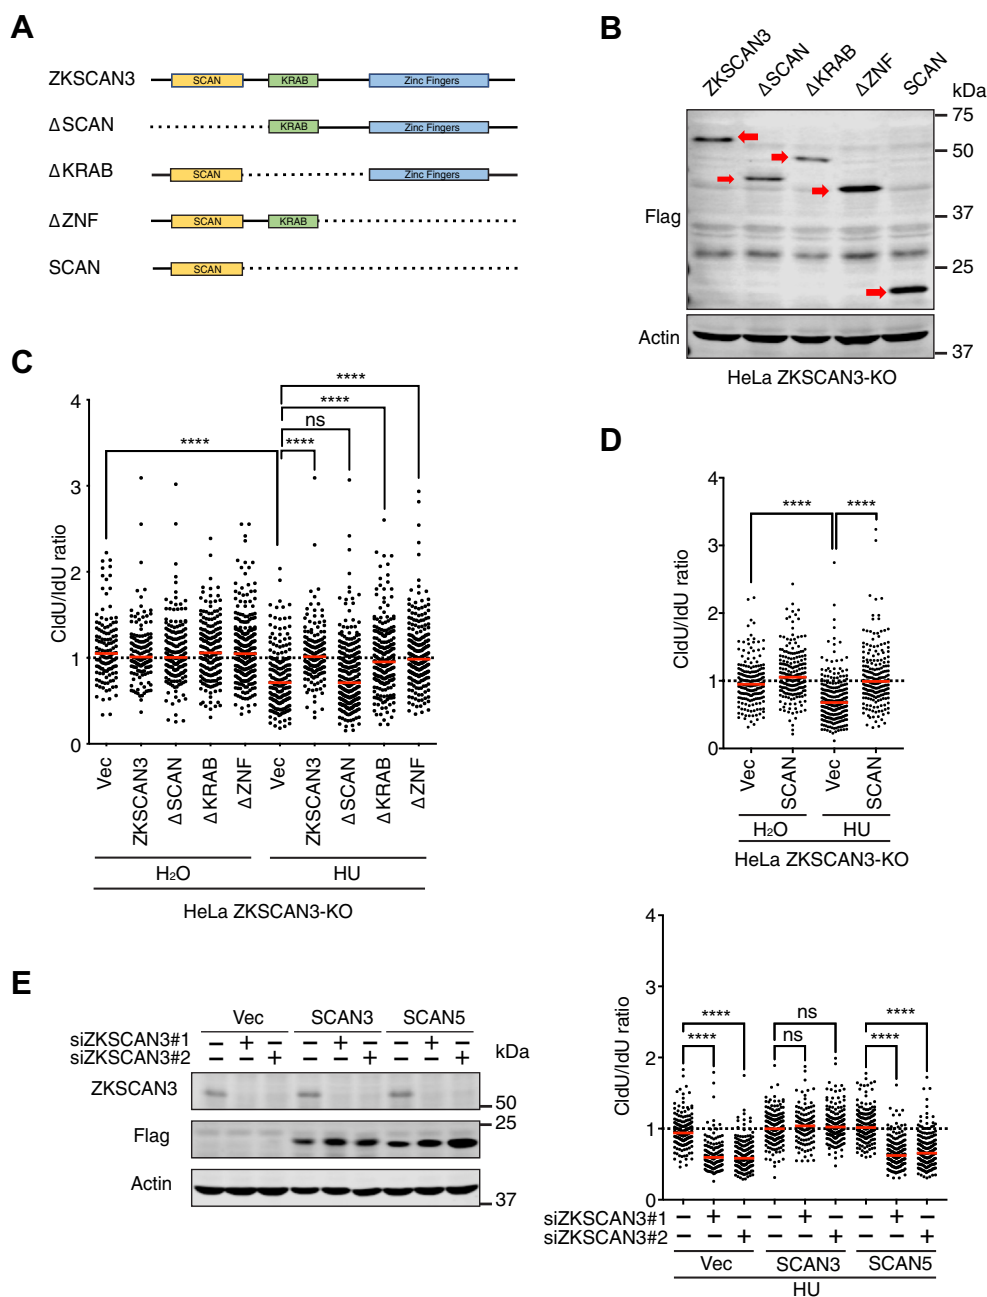 A
ZKSCAN3
SCAN KRAB Zinc Fingers
ΔSCAN
KRAB Zinc Fingers
ΔKRAB
SCAN Zinc Fingers
ΔZNF
SCAN KRAB
SCAN
SCAN
B
ZKSCAN3 ΔSCAN ΔKRAB ΔZNF SCAN
kDa
75
50
Flag
37
25
Actin
37
HeLa ZKSCAN3-KO
C
CldU/IdU ratio
4
3
2
1
0
****
****
ns
****
****
Vec ZKSCAN3 ΔSCAN ΔKRAB ΔZNF Vec ZKSCAN3 ΔSCAN ΔKRAB ΔZNF
H2O HU
HeLa ZKSCAN3-KO
D
CldU/IdU ratio
4
3
2
1
0
**** ****
Vec SCAN Vec SCAN
H2O HU
HeLa ZKSCAN3-KO
E
Vec SCAN3 SCAN5
siZKSCAN3#1 − + − + − +
siZKSCAN3#2 + − + − +
kDa
ZKSCAN3
50
25
Flag
Actin
37
CldU/IdU ratio
4
3
2
1
0
**** ns ****
**** ns ****
siZKSCAN3#1 − + − − + − − + −
siZKSCAN3#2 − − + − − + − − +
Vec SCAN3 SCAN5
HU